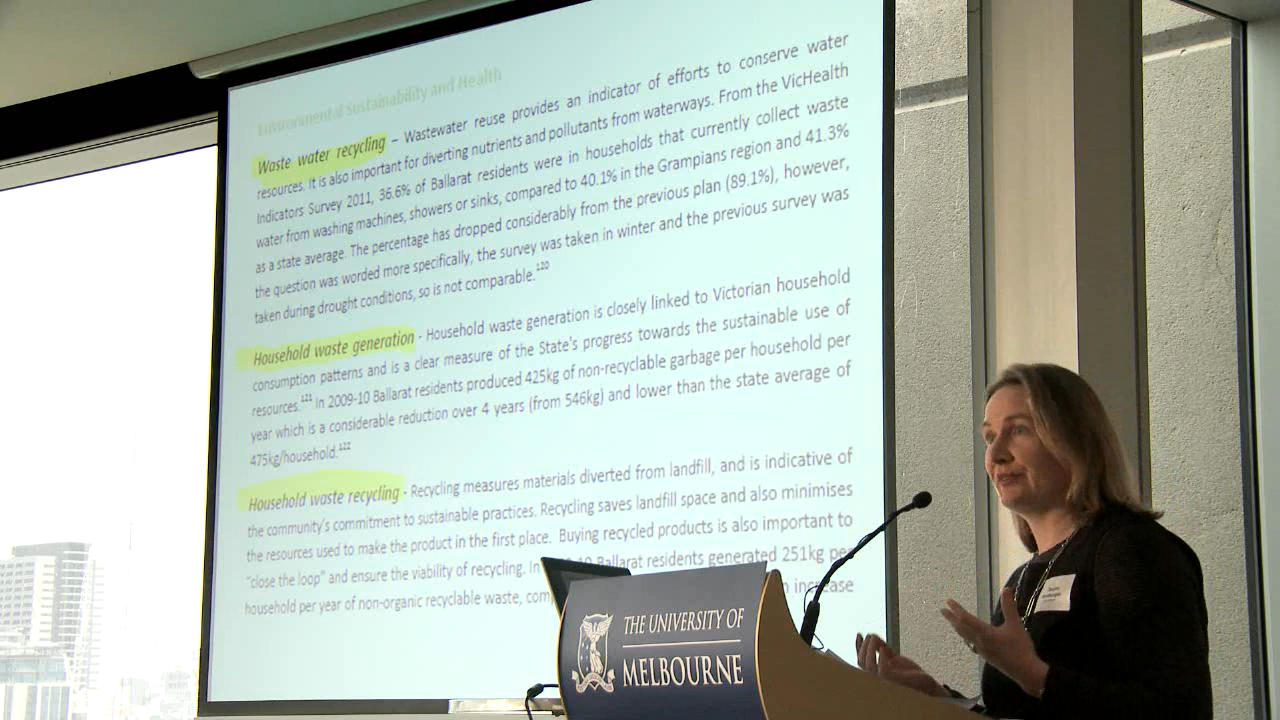 Environmental Sustainability and Health
Waste water recycling – Wastewater reuse provides an indicator of efforts to conserve water
resources. It is also important for diverting nutrients and pollutants from waterways. From the VicHealth
Indicators Survey 2011, 36.6% of Ballarat residents were in households that currently collect waste
water from washing machines, showers or sinks, compared to 40.1% in the Grampians region and 41.3%
as a state average. The percentage has dropped considerably from the previous plan (89.1%), however,
the question was worded more specifically, the survey was taken in winter and the previous survey was
taken during drought conditions, so is not comparable.120
Household waste generation - Household waste generation is closely linked to Victorian household
consumption patterns and is a clear measure of the State's progress towards the sustainable use of
resources.121 In 2009-10 Ballarat residents produced 425kg of non-recyclable garbage per household per
year which is a considerable reduction over 4 years (from 546kg) and lower than the state average of
475kg/household.122
Household waste recycling - Recycling measures materials diverted from landfill, and is indicative of
the community's commitment to sustainable practices. Recycling saves landfill space and also minimises
the resources used to make the product in the first place. Buying recycled products is also important to
"close the loop" and ensure the viability of recycling. In Ballarat residents generated 251kg per
household per year of non-organic recyclable waste, increase
THE UNIVERSITY OF
MELBOURNE